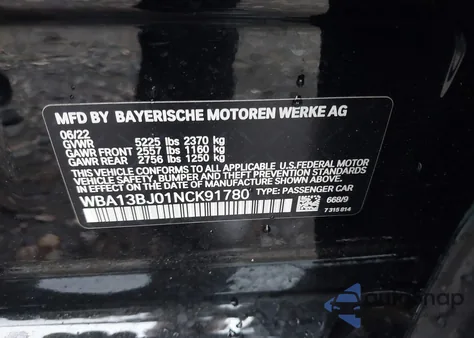 MFD BY BAYERISCHE MOTOREN WERKE AG
06/22
GVWR 5225 lbs 2370 kg
GAWR FRONT 2557 lbs 1160 kg
GAWR REAR 2756 lbs 1250 kg
THIS VEHICLE CONFORMS TO ALL APPLICABLE U.S.FEDERAL MOTOR
VEHICLE SAFETY, BUMPER, AND THEFT
PREVENTION STANDARDS IN EFFECT ON THE
DATE OF MANUFACTURE SHOWN ABOVE.
WBA13BJ01NCK91780 TYPE: PASSENGER CAR
668/9
7 315 814
autosnap